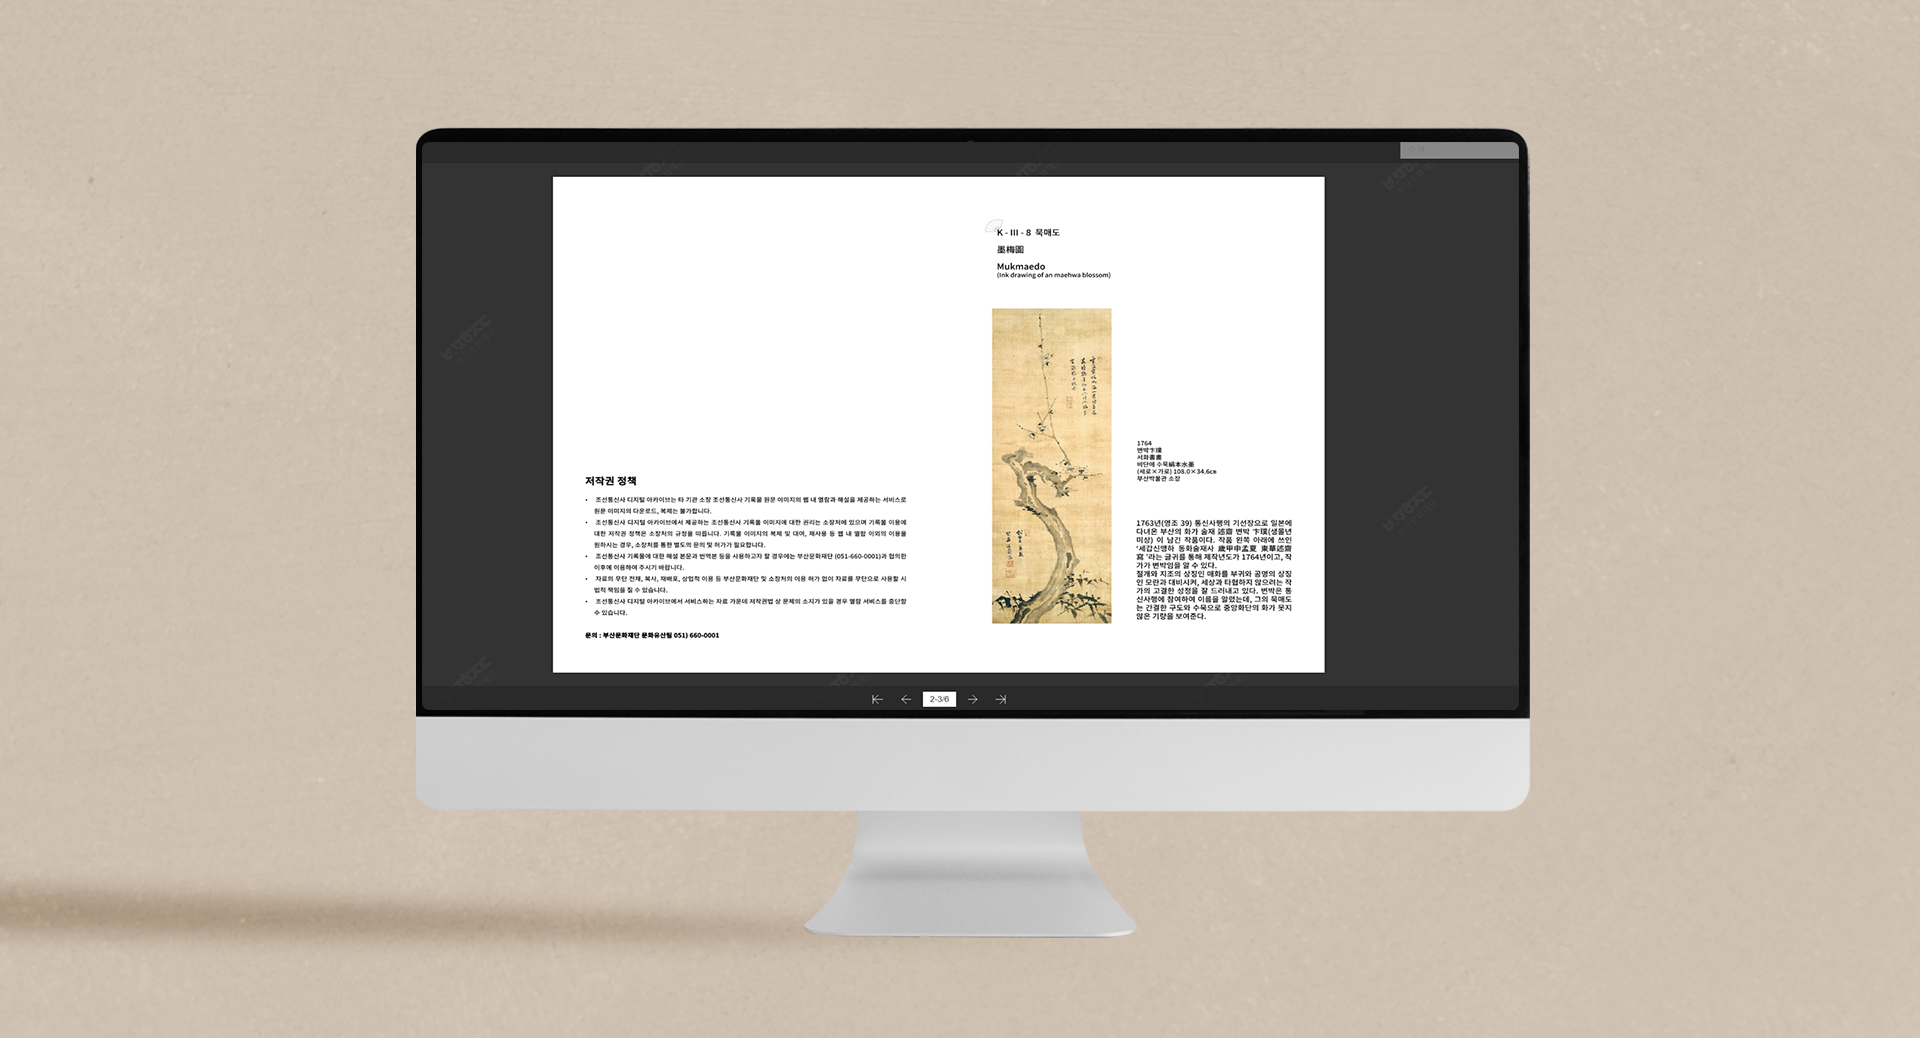 저작권 정책
• 조선통신사 디지털 아카이브는 타 기관 소장 조선통신사 기록물 원문 이미지의 웹 내 열람과 해설을 제공하는 서비스로
원문 이미지의 다운로드, 복제는 불가합니다.
• 조선통신사 디지털 아카이브에서 제공하는 조선통신사 기록물 이미지에 대한 권리는 소장처에 있으며 기록물 이용에
대한 저작권 정책은 소장처의 규정을 따릅니다. 기록물 이미지의 복제 및 대여, 재사용 등 웹 내 열람 이외의 이용을
원하시는 경우, 소장처를 통한 별도의 문의 및 허가가 필요합니다.
• 조선통신사 기록물에 대한 해설 본문과 번역본 등을 사용하고자 할 경우에는 부산문화재단 (051-660-0001)과 협의한
이후에 이용하여 주시기 바랍니다.
• 자료의 무단 전재, 복사, 재배포, 상업적 이용 등 부산문화재단 및 소장처의 이용 허가 없이 자료를 무단으로 사용할 시
법적 책임을 질 수 있습니다.
• 조선통신사 디지털 아카이브에서 서비스하는 자료 가운데 저작권법 상 문제의 소지가 있을 경우 열람 서비스를 중단할
수 있습니다.
문의 : 부산문화재단 문화유산팀 051) 660-0001
K - III - 8 묵매도
墨梅圖
Mukmaedo
(Ink drawing of an maehwa blossom)
1764
변박卞璞
서화書畵
비단에 수묵絹本水墨
(세로×가로) 108.0×34.6㎝
부산박물관 소장
1763년(영조 39) 통신사행의 기선장으로 일본에
다녀온 부산의 화가 술재 述齋 변박 卞璞(생몰년
미상) 이 남긴 작품이다. 작품 왼쪽 아래에 쓰인
'세갑신맹하 동화술재사 歲甲申孟夏 東華述齋
寫 '라는 글귀를 통해 제작년도가 1764년이고, 작
가가 변박임을 알 수 있다.
절개와 지조의 상징인 매화를 부귀와 공명의 상징
인 모란과 대비시켜, 세상과 타협하지 않으려는 작
가의 고결한 성정을 잘 드러내고 있다. 변박은 통
신사행에 참여하여 이름을 알렸는데, 그의 묵매도
는 간결한 구도와 수묵으로 중앙화단의 화가 못지
않은 기량을 보여준다.
2-3/6